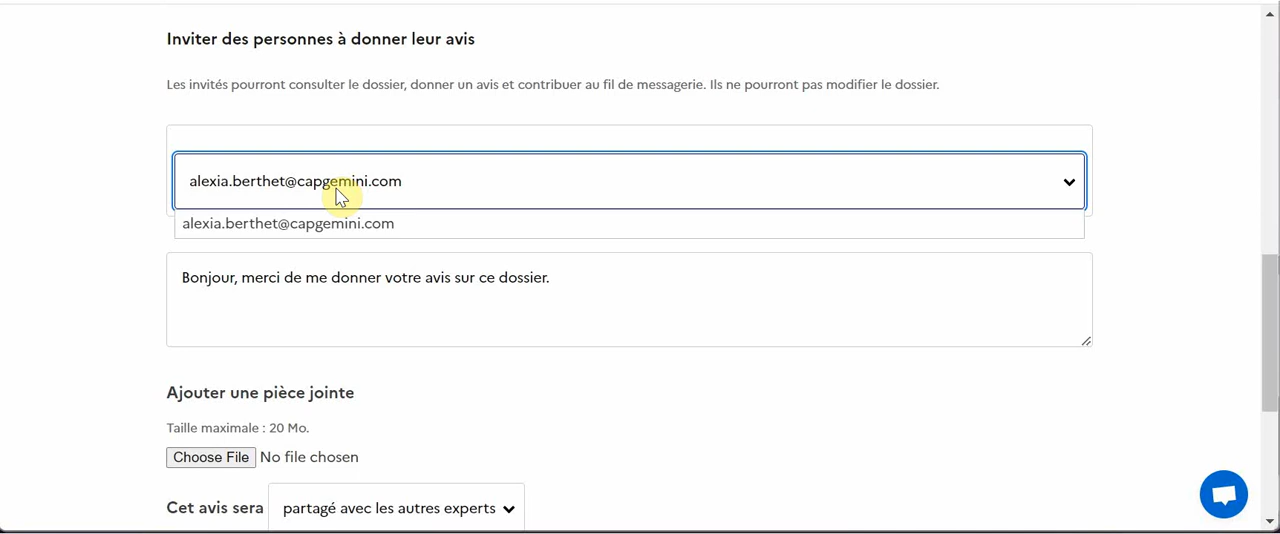 Inviter des personnes à donner leur avis
Les invités pourront consulter le dossier, donner un avis et contribuer au fil de messagerie. Ils ne pourront pas modifier le dossier.
alexia.berthet@capgemini.com
alexia.berthet@capgemini.com
Bonjour, merci de me donner votre avis sur ce dossier.
Ajouter une pièce jointe
Taille maximale : 20 Mo.
Choose File No file chosen
Cet avis sera partagé avec les autres experts